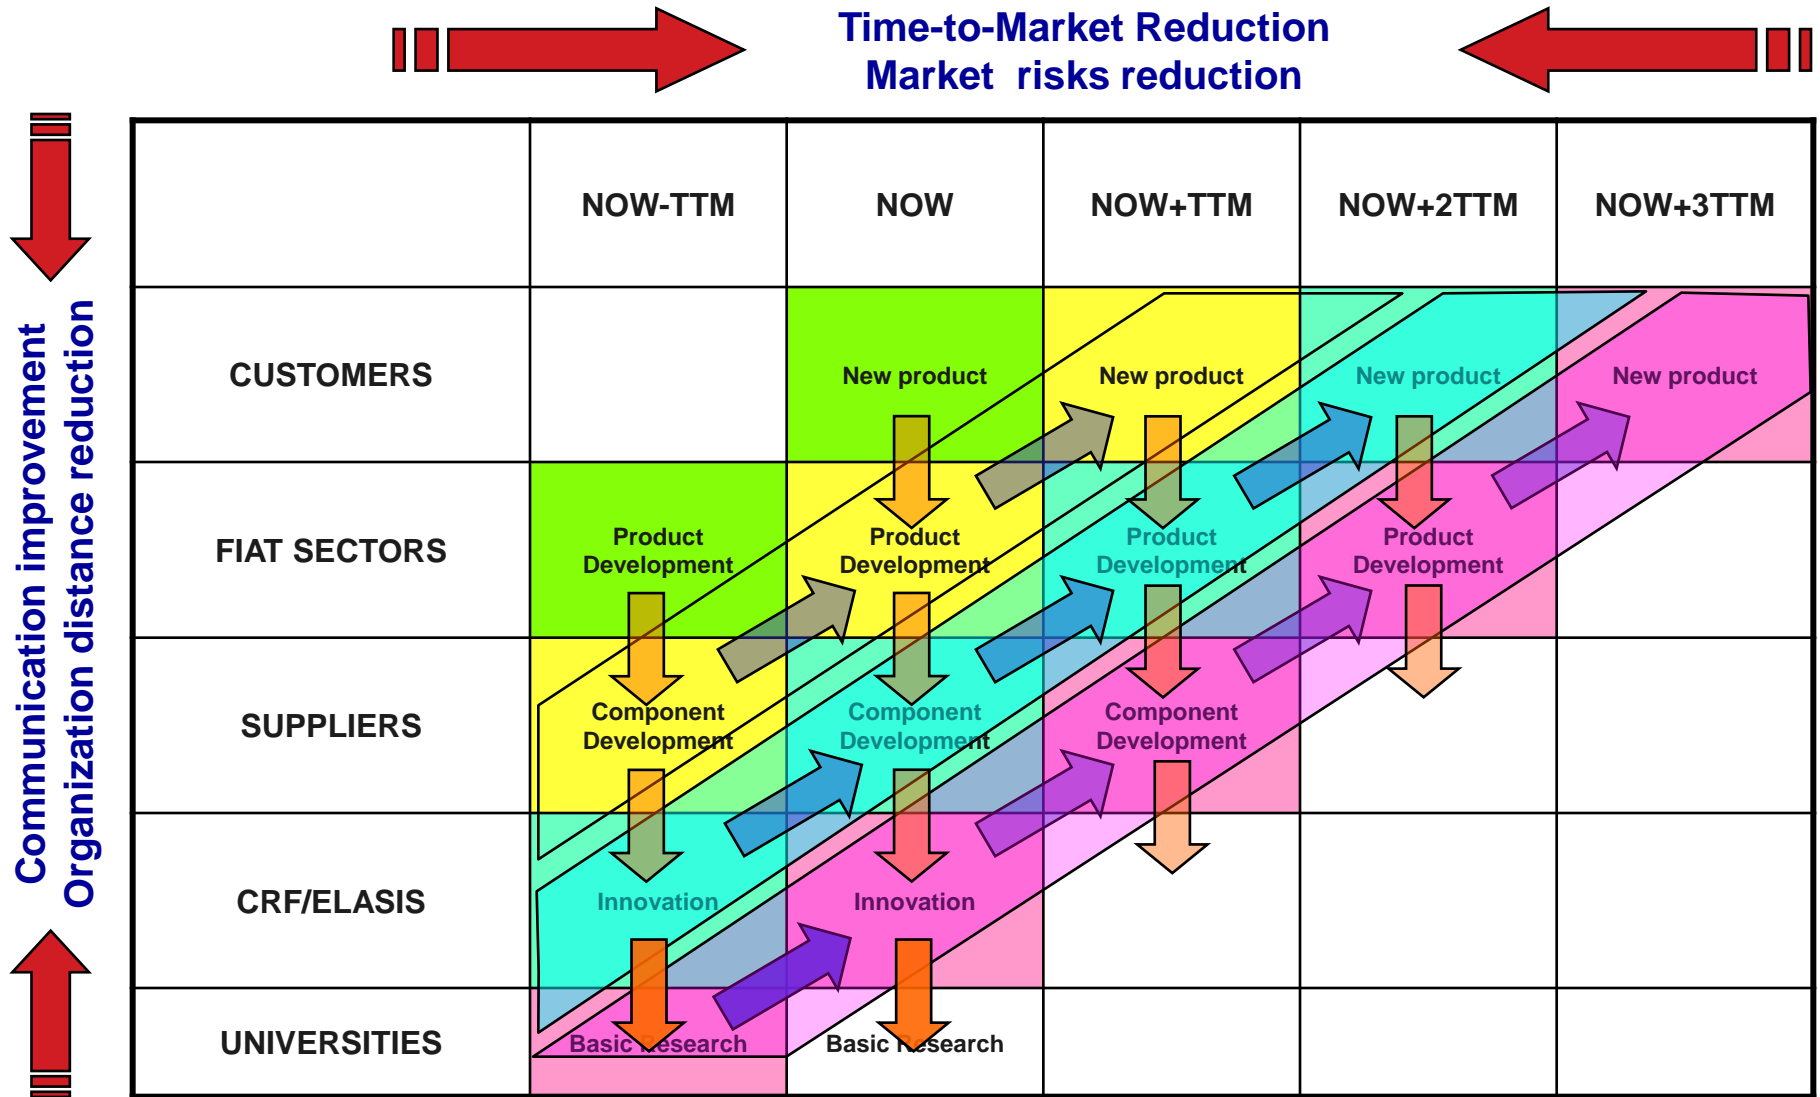 Time-to-Market Reduction
Market risks reduction
Communication improvement
Organization distance reduction
NOW-TTM
NOW
NOW+TTM
NOW+2TTM
NOW+3TTM
CUSTOMERS
New product
New product
New product
New product
FIAT SECTORS
Product
Development
Product
Development
Product
Development
Product
Development
SUPPLIERS
Component
Development
Component
Development
Component
Development
CRF/ELASIS
Innovation
Innovation
UNIVERSITIES
Basic Research
Basic Research